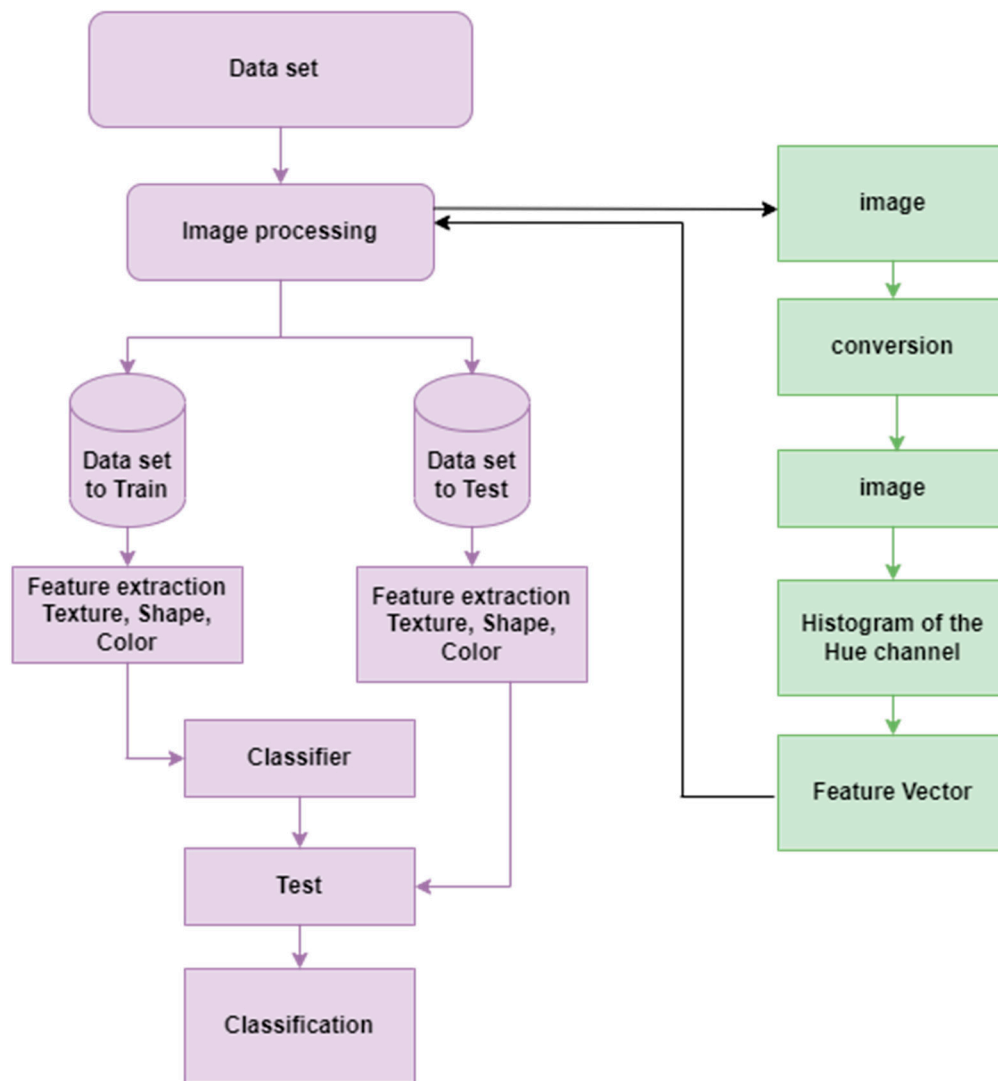 Data set
Image processing
Data set
to Train
Data set
to Test
Feature extraction
Texture, Shape,
Color
Feature extraction
Texture, Shape,
Color
Classifier
Test
Classification
image
conversion
image
Histogram of the
Hue channel
Feature Vector